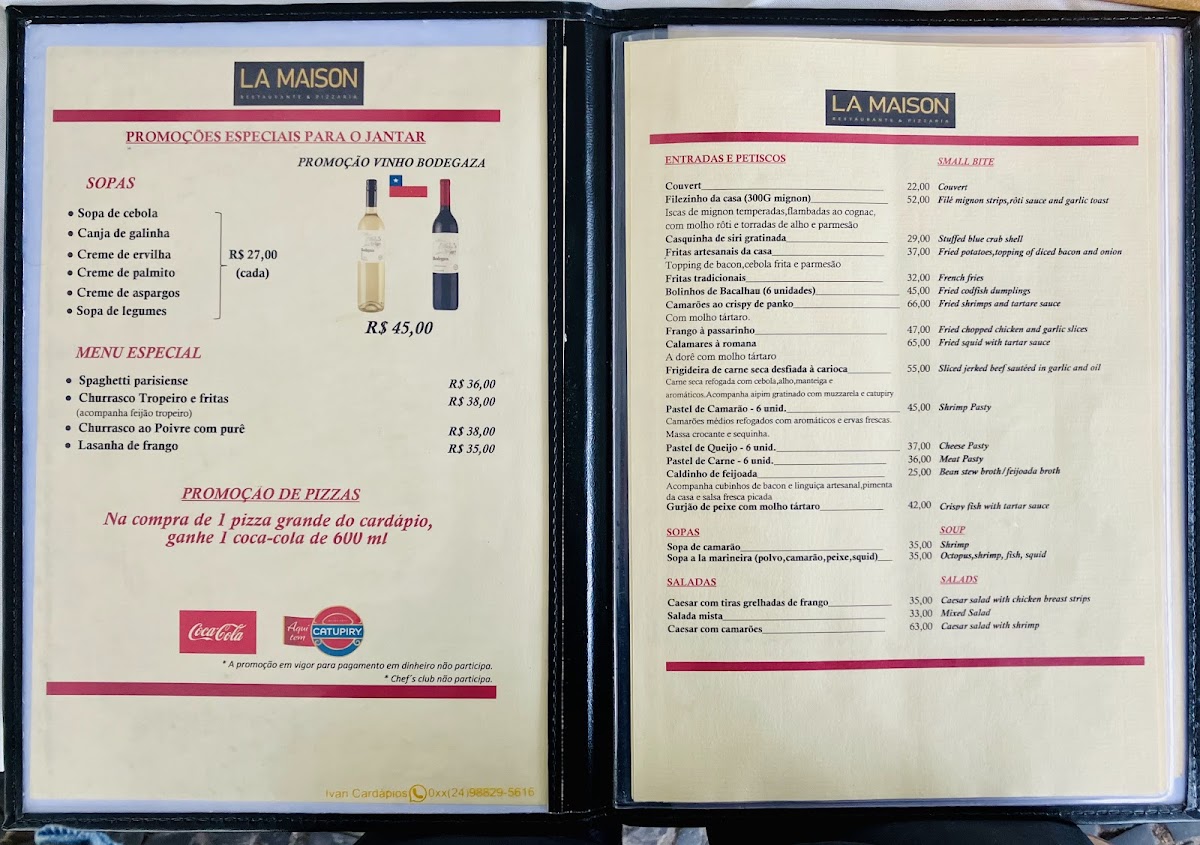 LA MAISON
RESTAURANTE & PIZZARIA
PROMOÇÕES ESPECIAIS PARA O JANTAR
PROMOÇÃO VINHO BODEGAZA
SOPAS
• Sopa de cebola
• Canja de galinha
• Creme de ervilha
• Creme de palmito
• Creme de aspargos
• Sopa de legumes
R$ 27,00
(cada)
R$ 45,00
MENU ESPECIAL
• Spaghetti parisiense R$ 36,00
• Churrasco Tropeiro e fritas R$ 38,00
(acompanha feijão tropeiro)
• Churrasco ao Poivre com purê R$ 38,00
• Lasanha de frango R$ 35,00
PROMOÇÃO DE PIZZAS
Na compra de 1 pizza grande do cardápio,
ganhe 1 coca-cola de 600 ml
Coca-Cola
Aqui
tem
CATUPIRY
* A promoção em vigor para pagamento em dinheiro não participa.
* Chef´s club não participa.
Ivan Cardápios 0xx(24)98829-5616
LA MAISON
RESTAURANTE & PIZZARIA
ENTRADAS E PETISCOS SMALL BITE
Couvert 22,00 Couvert
Filezinho da casa (300G mignon) 52,00 Filé mignon strips,rôti sauce and garlic toast
Iscas de mignon temperadas,flambadas ao cognac,
com molho rôti e torradas de alho e parmesão
Casquinha de siri gratinada 29,00 Stuffed blue crab shell
Fritas artesanais da casa 37,00 Fried potatoes,topping of diced bacon and onion
Topping de bacon,cebola frita e parmesão
Fritas tradicionais 32,00 French fries
Bolinhos de Bacalhau (6 unidades) 45,00 Fried codfish dumplings
Camarões ao crispy de panko 66,00 Fried shrimps and tartare sauce
Com molho tártaro.
Frango à passarinho 47,00 Fried chopped chicken and garlic slices
Calamares à romana 65,00 Fried squid with tartar sauce
A dorê com molho tártaro
Frigideira de carne seca desfiada à carioca 55,00 Sliced jerked beef sautéed in garlic and oil
Carne seca refogada com cebola,alho,manteiga e
aromáticos.Acompanha aipim gratinado com muzzarela e catupiry
Pastel de Camarão - 6 unid. 45,00 Shrimp Pasty
Camarões médios refogados com aromáticos e ervas frescas.
Massa crocante e sequinha.
Pastel de Queijo - 6 unid. 37,00 Cheese Pasty
Pastel de Carne - 6 unid. 36,00 Meat Pasty
Caldinho de feijoada 25,00 Bean stew broth/feijoada broth
Acompanha cubinhos de bacon e linguiça artesanal,pimenta
da casa e salsa fresca picada
Gurjão de peixe com molho tártaro 42,00 Crispy fish with tartar sauce
SOPAS SOUP
Sopa de camarão 35,00 Shrimp
Sopa a la marineira (polvo,camarão,peixe,squid) 35,00 Octopus,shrimp, fish, squid
SALADAS SALADS
Caesar com tiras grelhadas de frango 35,00 Caesar salad with chicken breast strips
Salada mista 33,00 Mixed Salad
Caesar com camarões 63,00 Caesar salad with shrimp